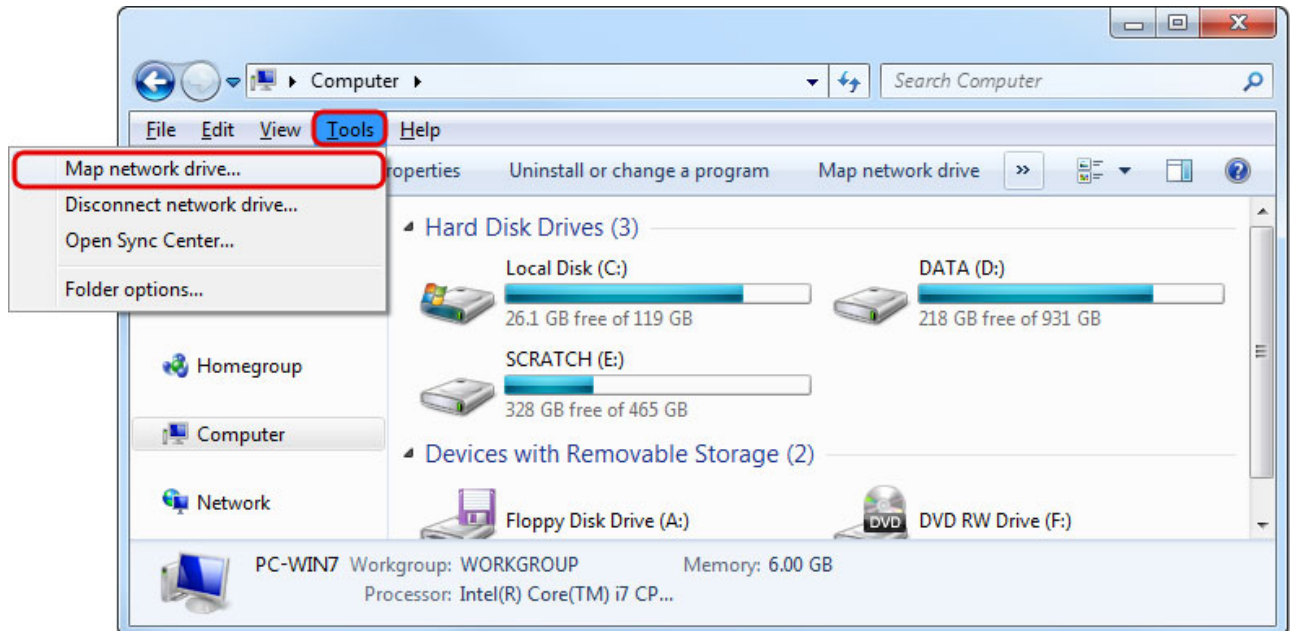 Computer
Search Computer
File Edit View Tools Help
Map network drive...
Disconnect network drive...
Open Sync Center...
Folder options...
Uninstall or change a program Map network drive »
Hard Disk Drives (3)
Local Disk (C:)
26.1 GB free of 119 GB
DATA (D:)
218 GB free of 931 GB
SCRATCH (E:)
328 GB free of 465 GB
Homegroup
Computer
Network
Devices with Removable Storage (2)
Floppy Disk Drive (A:)
DVD DVD RW Drive (F:)
PC-WIN7 Workgroup: WORKGROUP Memory: 6.00 GB
Processor: Intel(R) Core(TM) i7 CP...